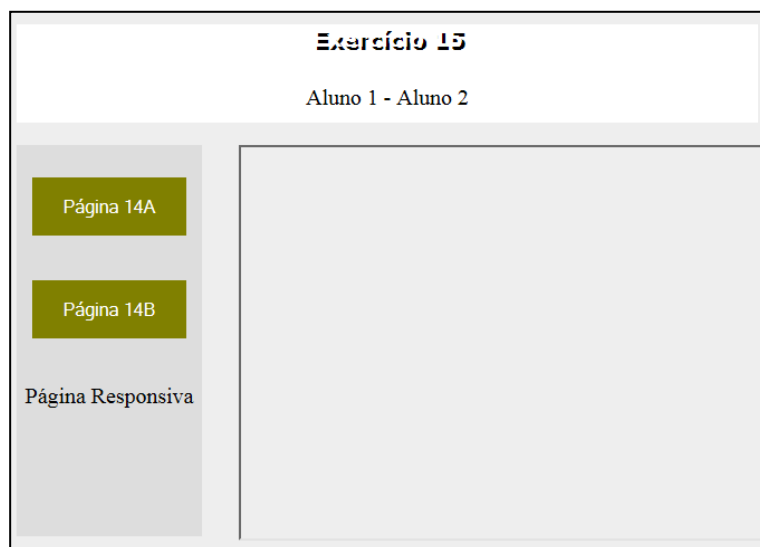 Exercício 15
Aluno 1 - Aluno 2
Página 14A
Página 14B
Página Responsiva